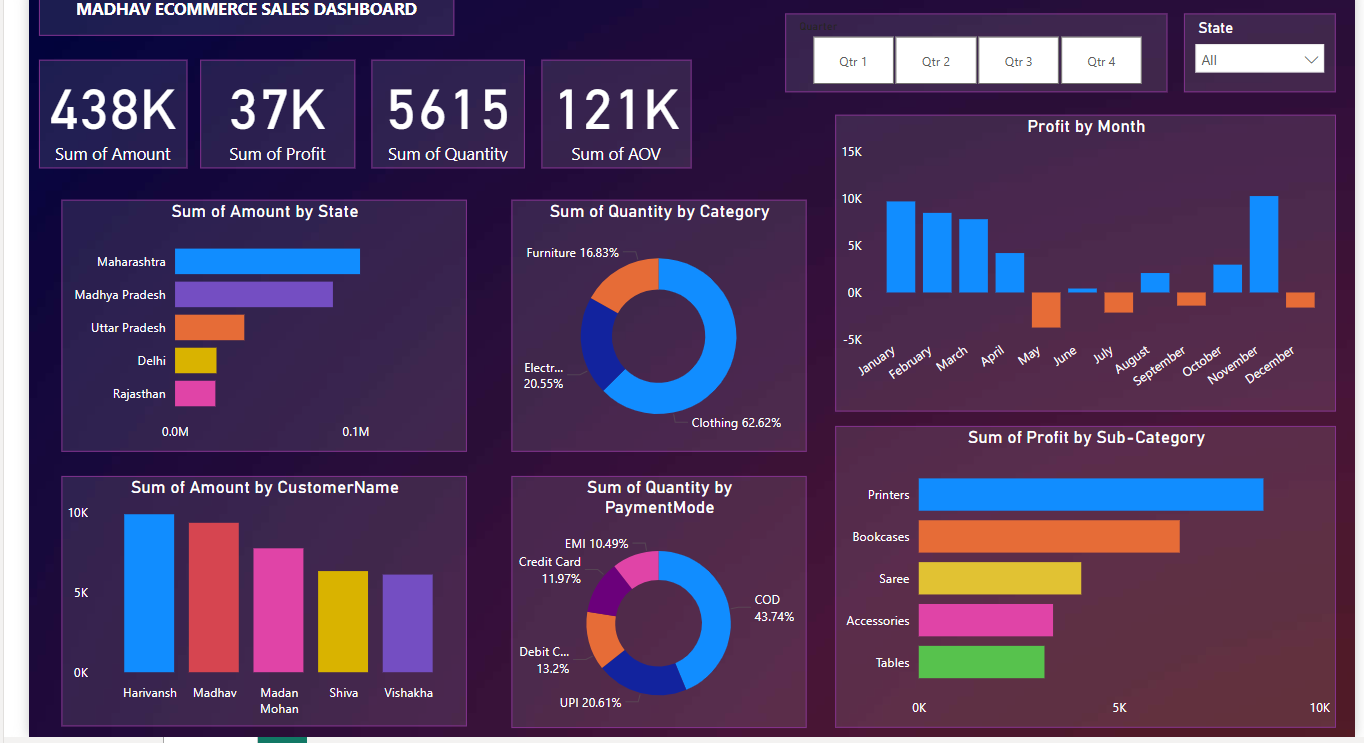 MADHAV ECOMMERCE SALES DASHBOARD
Quarter
Qtr 1
Qtr 2
Qtr 3
Qtr 4
State
All
438K
Sum of Amount
37K
Sum of Profit
5615
Sum of Quantity
121K
Sum of AOV
Profit by Month
15K
10K
5K
0K
-5K
January
February
March
April
May
June
July
August
September
October
November
December
Sum of Amount by State
Maharashtra
Madhya Pradesh
Uttar Pradesh
Delhi
Rajasthan
0.0M
0.1M
Sum of Quantity by Category
Furniture 16.83%
Electr...
20.55%
Clothing 62.62%
Sum of Amount by CustomerName
10K
5K
0K
Harivansh
Madhav
Madan
Mohan
Shiva
Vishakha
Sum of Quantity by
PaymentMode
EMI 10.49%
Credit Card
11.97%
COD
43.74%
Debit C...
13.2%
UPI 20.61%
Sum of Profit by Sub-Category
Printers
Bookcases
Saree
Accessories
Tables
0K
5K
10K